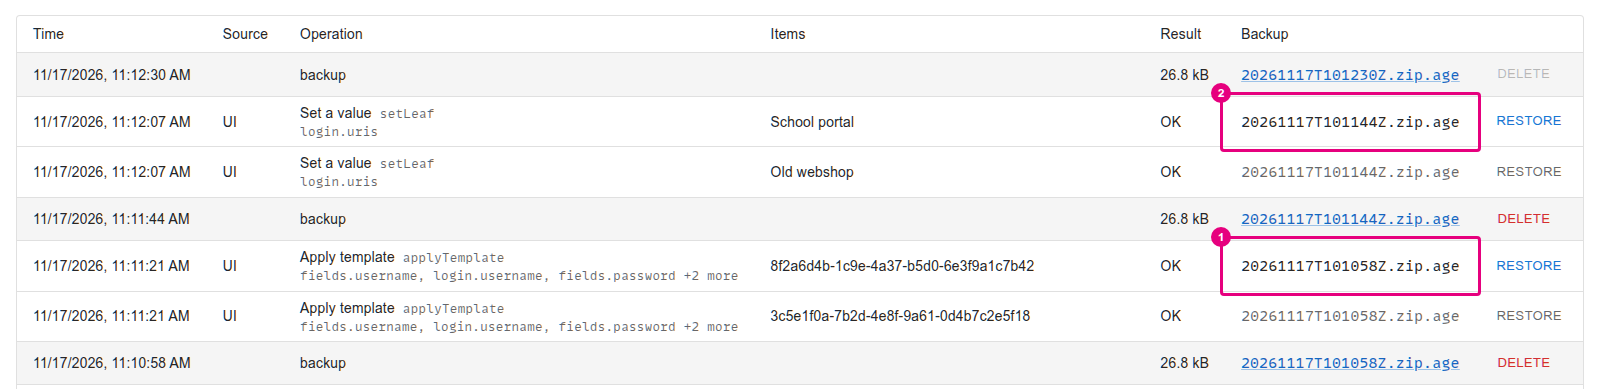 Time Source Operation Items Result Backup
11/17/2026, 11:12:30 AM backup 26.8 kB 20261117T101230Z.zip.age DELETE
2
11/17/2026, 11:12:07 AM UI Set a value setLeaf School portal OK 20261117T101144Z.zip.age RESTORE
login.uris
11/17/2026, 11:12:07 AM UI Set a value setLeaf Old webshop OK 20261117T101144Z.zip.age RESTORE
login.uris
11/17/2026, 11:11:44 AM backup 26.8 kB 20261117T101144Z.zip.age DELETE
1
11/17/2026, 11:11:21 AM UI Apply template applyTemplate 8f2a6d4b-1c9e-4a37-b5d0-6e3f9a1c7b42 OK 20261117T101058Z.zip.age RESTORE
fields.username, login.username, fields.password +2 more
11/17/2026, 11:11:21 AM UI Apply template applyTemplate 3c5e1f0a-7b2d-4e8f-9a61-0d4b7c2e5f18 OK 20261117T101058Z.zip.age RESTORE
fields.username, login.username, fields.password +2 more
11/17/2026, 11:10:58 AM backup 26.8 kB 20261117T101058Z.zip.age DELETE